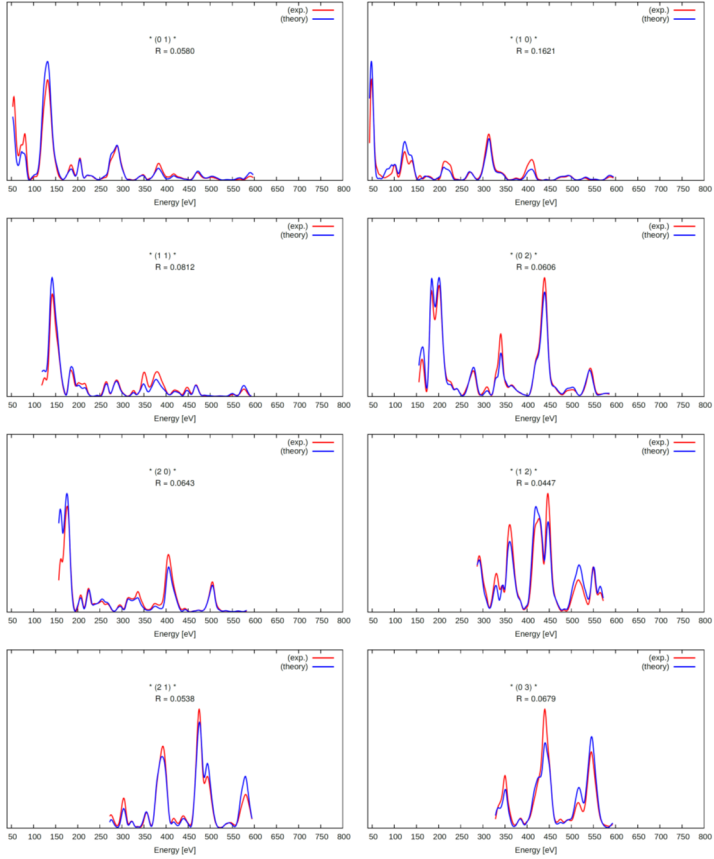 (exp.)
(theory)
" (0 1) "
R = 0.0580
50 100 150 200 250 300 350 400 450 500 550 600 650 700 750 800
Energy [eV]
(exp.)
(theory)
" (1 0) "
R = 0.1621
50 100 150 200 250 300 350 400 450 500 550 600 650 700 750 800
Energy [eV]
(exp.)
(theory)
" (1 1) "
R = 0.0812
50 100 150 200 250 300 350 400 450 500 550 600 650 700 750 800
Energy [eV]
(exp.)
(theory)
" (0 2) "
R = 0.0606
50 100 150 200 250 300 350 400 450 500 550 600 650 700 750 800
Energy [eV]
(exp.)
(theory)
" (2 0) "
R = 0.0643
50 100 150 200 250 300 350 400 450 500 550 600 650 700 750 800
Energy [eV]
(exp.)
(theory)
" (1 2) "
R = 0.0447
50 100 150 200 250 300 350 400 450 500 550 600 650 700 750 800
Energy [eV]
(exp.)
(theory)
" (2 1) "
R = 0.0538
50 100 150 200 250 300 350 400 450 500 550 600 650 700 750 800
Energy [eV]
(exp.)
(theory)
" (0 3) "
R = 0.0679
50 100 150 200 250 300 350 400 450 500 550 600 650 700 750 800
Energy [eV]